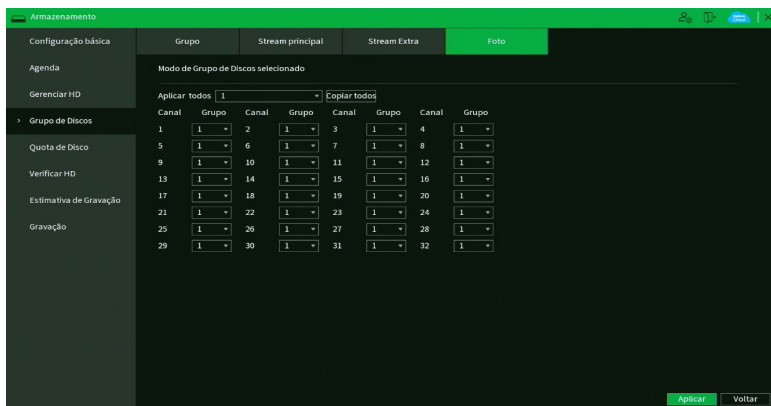 Armazenamento
Configuração básica
Agenda
Gerenciar HD
Grupo de Discos
Quota de Disco
Verificar HD
Estimativa de Gravação
Gravação
Grupo Stream principal Stream Extra Foto
Modo de Grupo de Discos selecionado
Aplicar todos 1 Copiar todos
Canal Grupo Canal Grupo Canal Grupo Canal Grupo
1 1 2 1 3 1 4 1
5 1 6 1 7 1 8 1
9 1 10 1 11 1 12 1
13 1 14 1 15 1 16 1
17 1 18 1 19 1 20 1
21 1 22 1 23 1 24 1
25 1 26 1 27 1 28 1
29 1 30 1 31 1 32 1
Aplicar Voltar